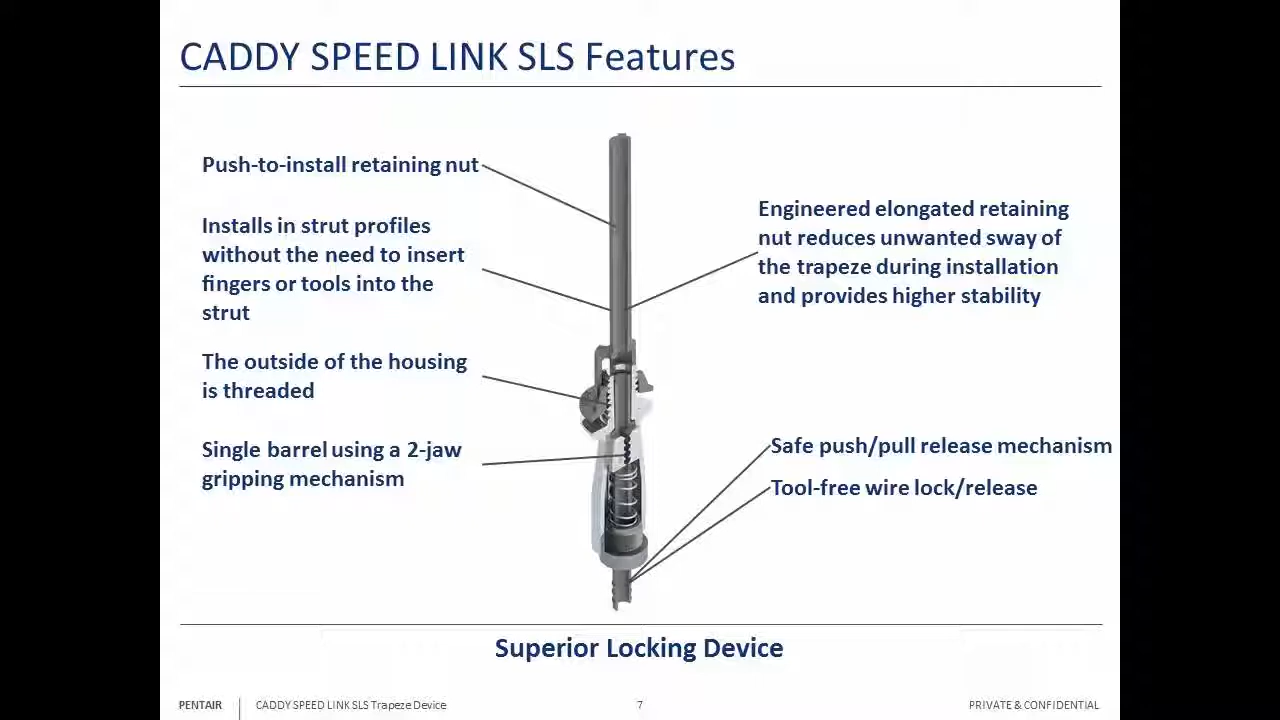 CADDY SPEED LINK SLS Features
Push-to-install retaining nut
Installs in strut profiles
without the need to insert
fingers or tools into the
strut
The outside of the housing
is threaded
Single barrel using a 2-jaw
gripping mechanism
Engineered elongated retaining
nut reduces unwanted sway of
the trapeze during installation
and provides higher stability
Safe push/pull release mechanism
Tool-free wire lock/release
Superior Locking Device
PENTAIR
CADDY SPEED LINK SLS Trapeze Device
7
PRIVATE & CONFIDENTIAL